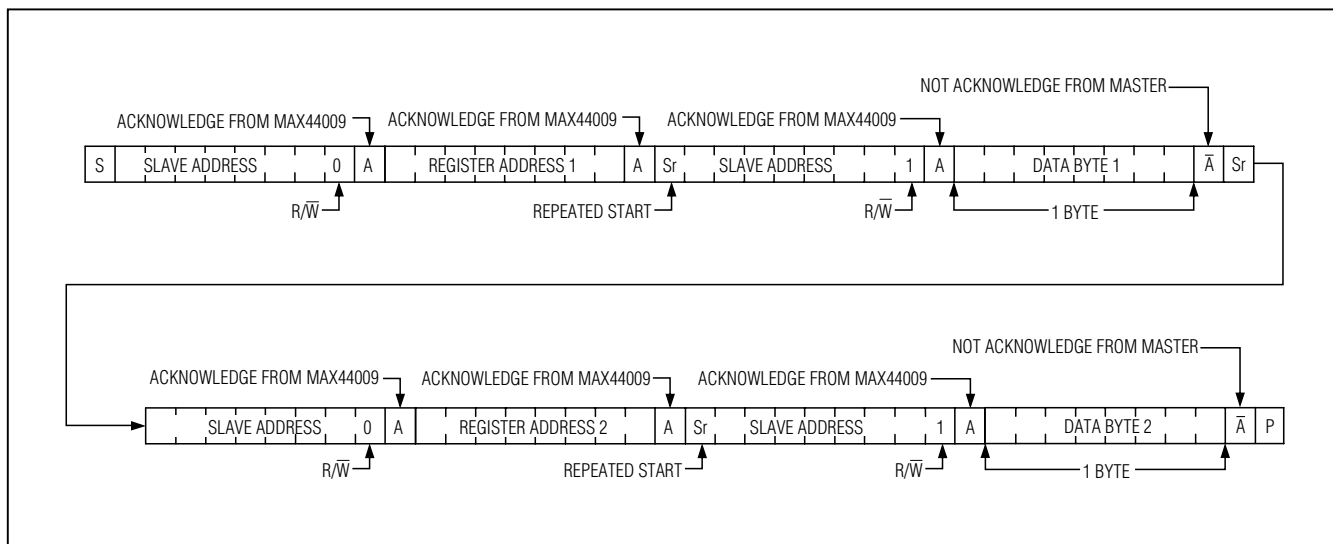 NOT ACKNOWLEDGE FROM MASTER
ACKNOWLEDGE FROM MAX44009 ACKNOWLEDGE FROM MAX44009 ACKNOWLEDGE FROM MAX44009
S SLAVE ADDRESS 0 A REGISTER ADDRESS 1 A Sr SLAVE ADDRESS 1 A DATA BYTE 1 A̅ Sr
R/W̅ REPEATED START R/W̅ 1 BYTE
NOT ACKNOWLEDGE FROM MASTER
ACKNOWLEDGE FROM MAX44009 ACKNOWLEDGE FROM MAX44009 ACKNOWLEDGE FROM MAX44009
SLAVE ADDRESS 0 A REGISTER ADDRESS 2 A Sr SLAVE ADDRESS 1 A DATA BYTE 2 A̅ P
R/W̅ REPEATED START R/W̅ 1 BYTE